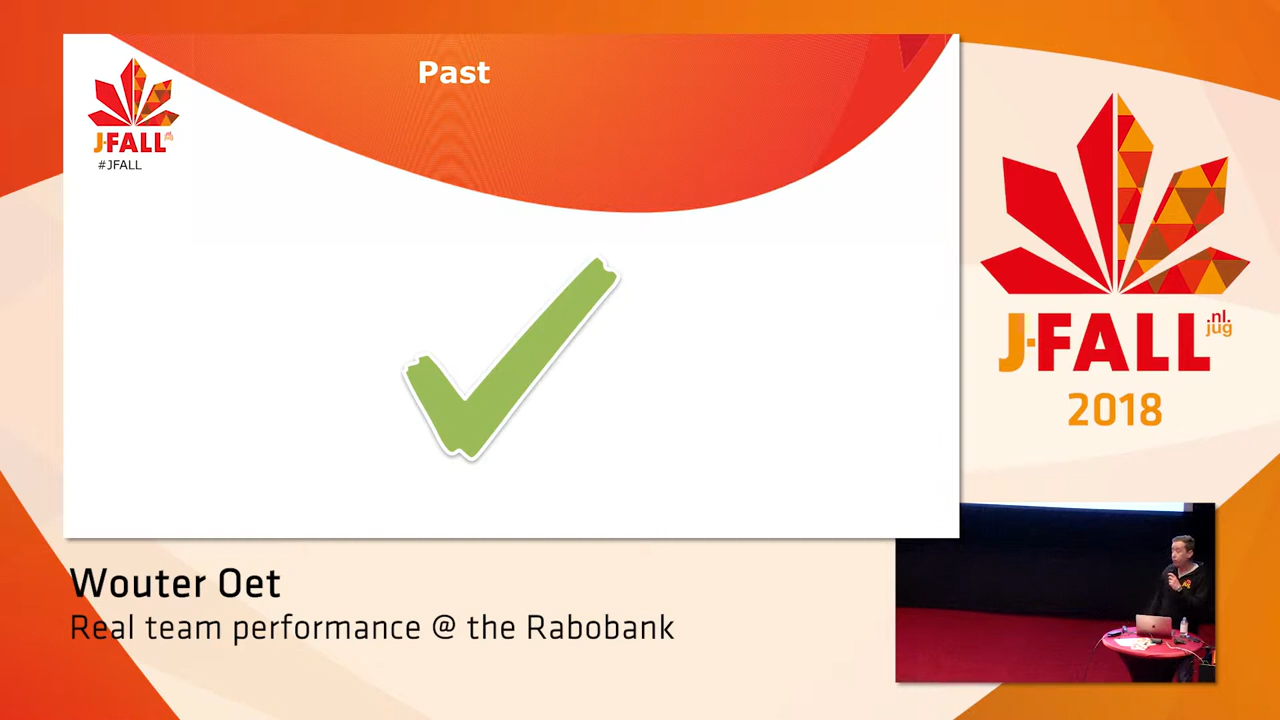 Past
J-FALL
#JFALL
.nl.
jug
J-FALL
2018
Wouter Oet
Real team performance @ the Rabobank